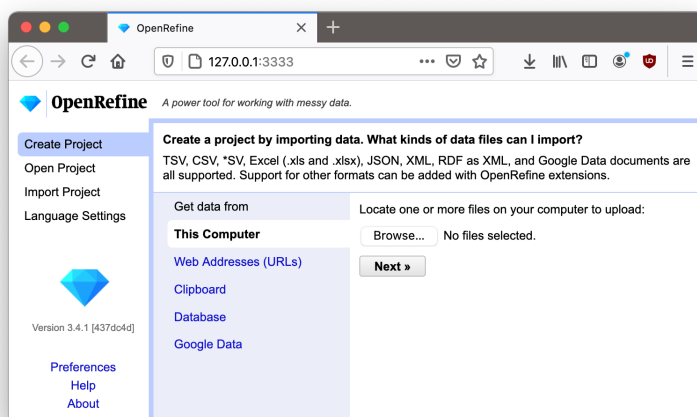 OpenRefine
127.0.0.1:3333
OpenRefine A power tool for working with messy data.
Create Project
Open Project
Import Project
Language Settings
Version 3.4.1 [437dc4d]
Preferences
Help
About
Create a project by importing data. What kinds of data files can I import?
TSV, CSV, *SV, Excel (.xls and .xlsx), JSON, XML, RDF as XML, and Google Data documents are
all supported. Support for other formats can be added with OpenRefine extensions.
Get data from
This Computer
Web Addresses (URLs)
Clipboard
Database
Google Data
Locate one or more files on your computer to upload:
Browse... No files selected.
Next »